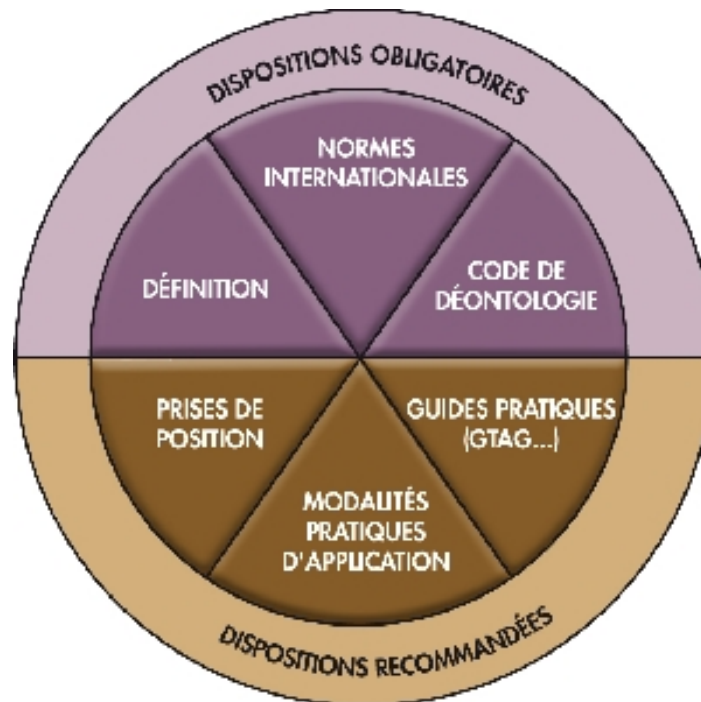 DISPOSITIONS OBLIGATOIRES
NORMES
INTERNATIONALES
DÉFINITION
CODE DE
DÉONTOLOGIE
PRISES DE
POSITION
GUIDES PRATIQUES
(GTAG...)
MODALITÉS
PRATIQUES
D'APPLICATION
DISPOSITIONS RECOMMANDÉES